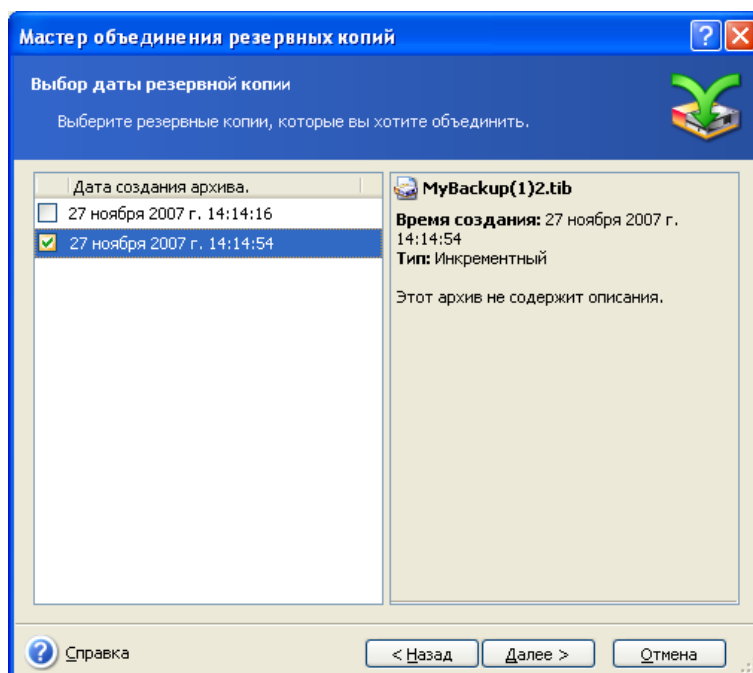 Мастер объединения резервных копий
Выбор даты резервной копии
Выберите резервные копии, которые вы хотите объединить.
Дата создания архива.
27 ноября 2007 г. 14:14:16
27 ноября 2007 г. 14:14:54
MyBackup(1)2.tib
Время создания: 27 ноября 2007 г.
14:14:54
Тип: Инкрементный
Этот архив не содержит описания.
Справка
< Назад
Далее >
Отмена